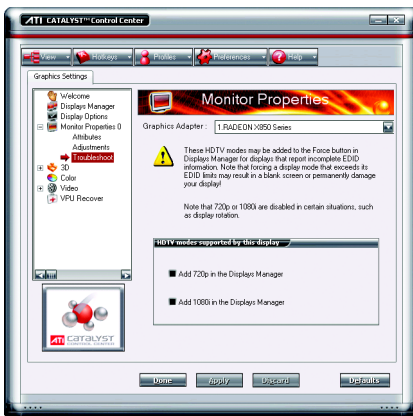 ATI CATALYST™ Control Center
View Hotkeys Profiles Preferences Help
Graphics Settings
Welcome
Displays Manager
Display Options
Monitor Properties 0
Attributes
Adjustments
Troubleshoot
3D
Color
Video
VPU Recover
ATI CATALYST
CONTROL CENTER
Monitor Properties
Graphics Adapter : 1.RADEON X850 Series
These HDTV modes may be added to the Force button in
Displays Manager for displays that report incomplete EDID
information. Note that forcing a display mode that exceeds its
EDID limits may result in a blank screen or permanently damage
your display!
Note that 720p or 1080i are disabled in certain situations, such
as display rotation.
HDTV modes supported by this display
Add 720p in the Displays Manager
Add 1080i in the Displays Manager
Done Apply Discard Defaults